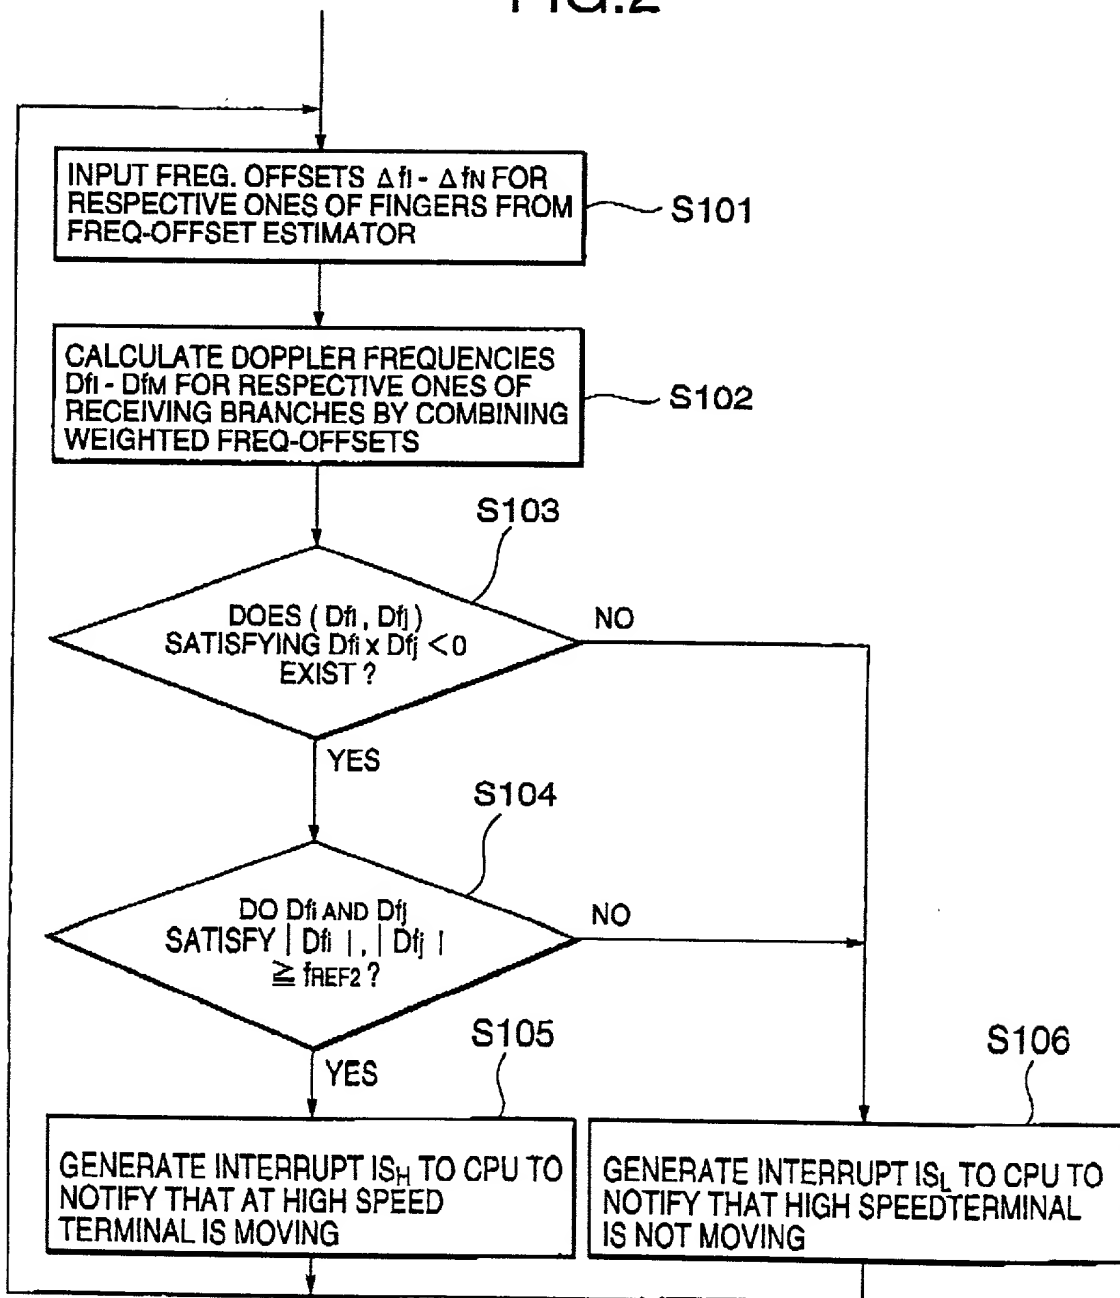 FIG.2
INPUT FREG. OFFSETS Δf1 - ΔfN FOR
RESPECTIVE ONES OF FINGERS FROM
FREQ-OFFSET ESTIMATOR
S101
CALCULATE DOPPLER FREQUENCIES
Df1 - DfM FOR RESPECTIVE ONES OF
RECEIVING BRANCHES BY COMBINING
WEIGHTED FREQ-OFFSETS
S102
S103
DOES ( Dfi , Dfj )
SATISFYING Dfi x Dfj < 0
EXIST ?
NO
YES
S104
DO Dfi AND Dfj
SATISFY | Dfi | , | Dfj |
≧ fREF2 ?
NO
YES
S105
GENERATE INTERRUPT ISH TO CPU TO
NOTIFY THAT AT HIGH SPEED
TERMINAL IS MOVING
S106
GENERATE INTERRUPT ISL TO CPU TO
NOTIFY THAT HIGH SPEEDTERMINAL
IS NOT MOVING